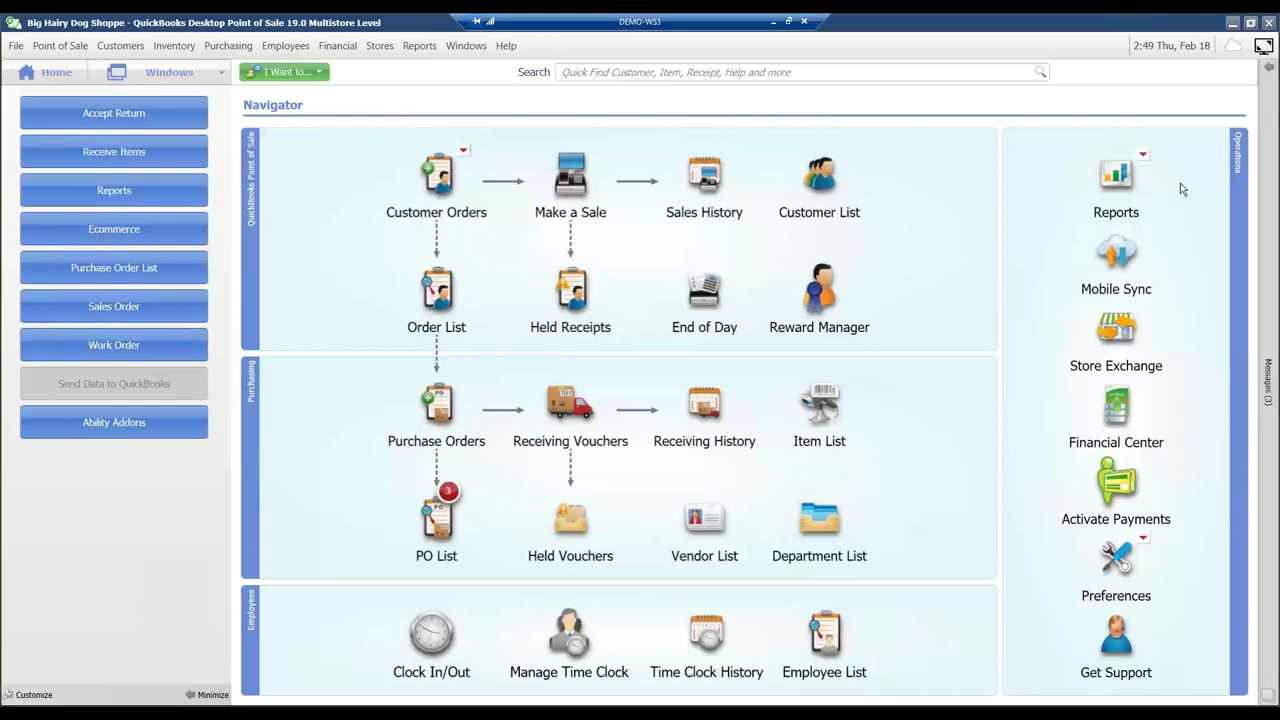 Big Hairy Dog Shoppe - QuickBooks Desktop Point of Sale 19.0 Multistore Level
DEMO-WS3
File Point of Sale Customers Inventory Purchasing Employees Financial Stores Reports Windows Help
2:49 Thu, Feb 18
Home Windows
I Want to...
Search Quick Find Customer, Item, Receipt, Help and more
Accept Return
Receive Items
Reports
Ecommerce
Purchase Order List
Sales Order
Work Order
Send Data to QuickBooks
Ability Addons
Customize Minimize
Navigator
QuickBooks Point of Sale
Customer Orders Make a Sale Sales History Customer List
Order List Held Receipts End of Day Reward Manager
Purchasing
PO
Purchase Orders Receiving Vouchers Receiving History Item List
3
PO
PO List Held Vouchers Vendor List Department List
Employees
Clock In/Out Manage Time Clock Time Clock History Employee List
Operations
Reports
Mobile Sync
Store Exchange
Financial Center
Activate Payments
Preferences
Get Support
Messages (3)